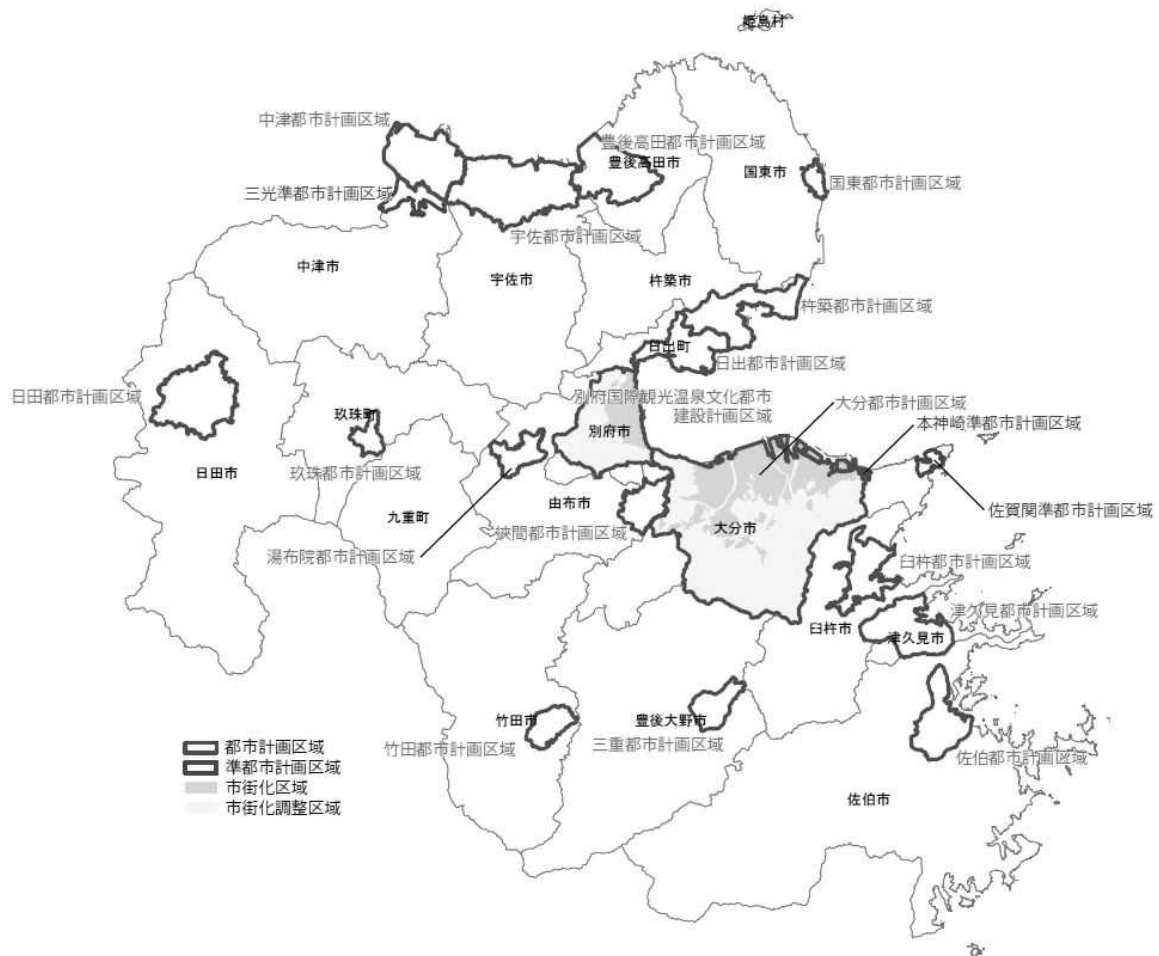 姫島村
中津都市計画区域
豊後高田都市計画区域
豊後高田市
国東市
国東都市計画区域
三光準都市計画区域
宇佐都市計画区域
中津市
宇佐市
杵築市
杵築都市計画区域
日出町
日出都市計画区域
日田都市計画区域
別府国際観光温泉文化都市
建設計画区域
大分都市計画区域
玖珠町
別府市
本神崎準都市計画区域
日田市
玖珠都市計画区域
由布市
九重町
大分市
佐賀関準都市計画区域
挾間都市計画区域
湯布院都市計画区域
臼杵都市計画区域
津久見都市計画区域
臼杵市
津久見市
竹田市
豊後大野市
竹田都市計画区域
三重都市計画区域
佐伯都市計画区域
佐伯市
都市計画区域
準都市計画区域
市街化区域
市街化調整区域